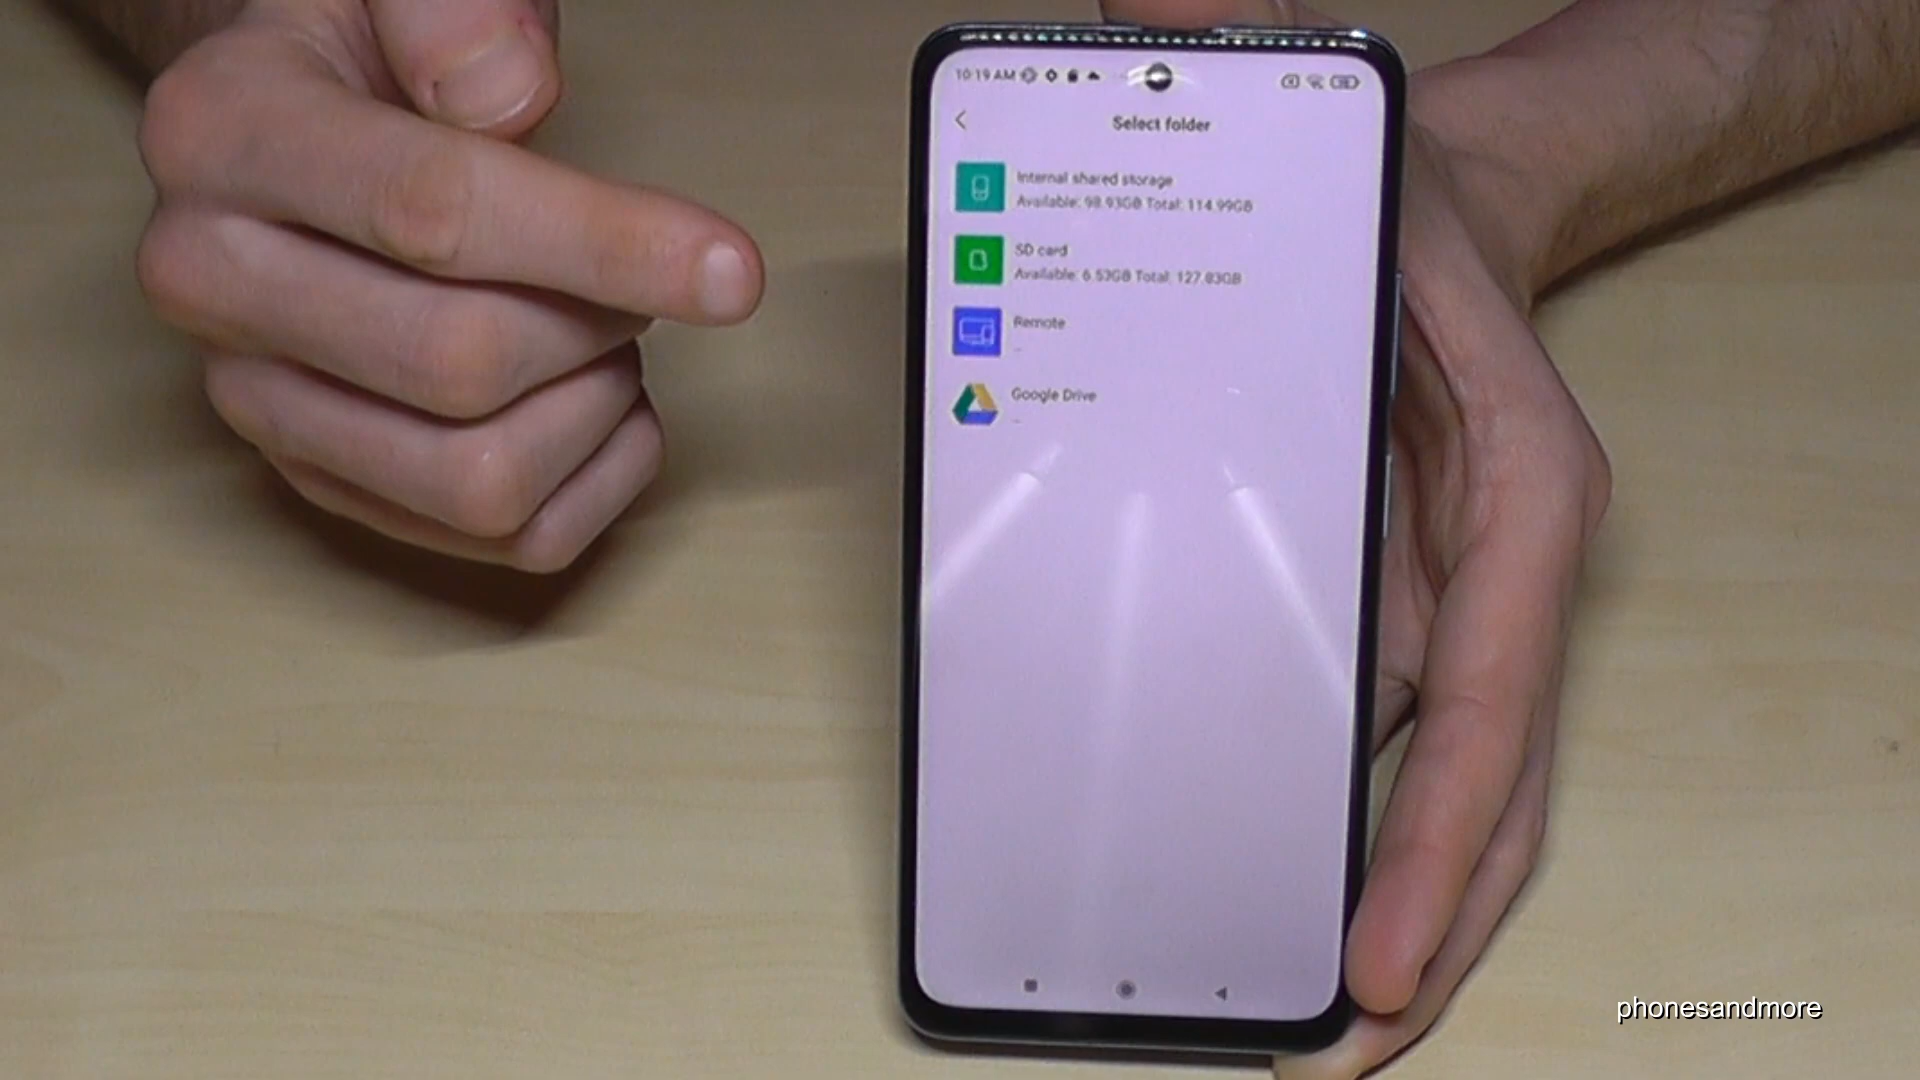 10:19 AM
Select folder
Internal shared storage
Available: 98.93GB Total: 114.99GB
SD card
Available: 6.53GB Total: 127.83GB
Remote
--
Google Drive
--
phonesandmore